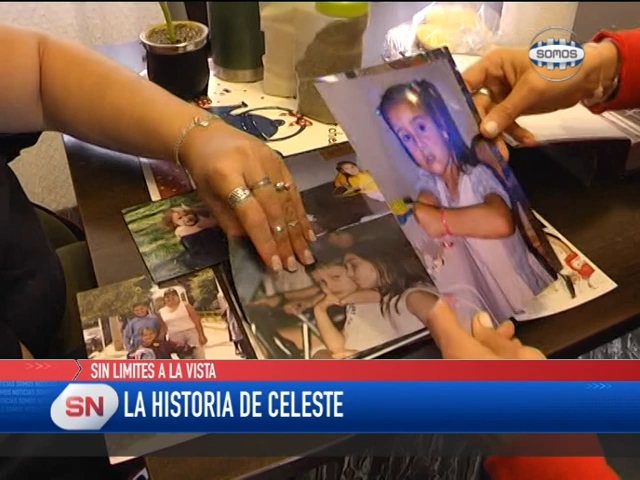 SOMOS
SIN LIMITES A LA VISTA
SN
LA HISTORIA DE CELESTE